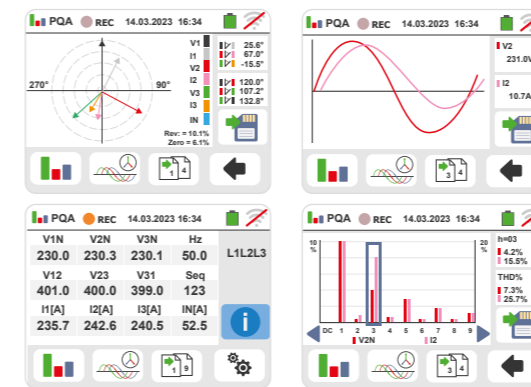 PQA REC 14.03.2023 16:34
V1
I1
V2
I2
V3
I3
IN
25.6°
67.0°
-15.5°
120.0°
107.2°
132.8°
270° 90°
Rev: = 10.1%
Zero = 6.1%
1 4
PQA REC 14.03.2023 16:34
V2
231.0V
I2
10.7A
3 4
PQA REC 14.03.2023 16:34
V1N V2N V3N Hz
230.0 230.3 230.1 50.0
L1L2L3
V12 V23 V31 Seq
401.0 400.0 399.0 123
I1[A] I2[A] I3[A] IN[A]
235.7 242.6 240.5 52.5
i
1 9
PQA REC 14.03.2023 16:34
10 %
20 %
h=03
4.2%
15.5%
THD%
7.3%
25.7%
DC 1 2 3 4 5 6 7 8 9
V2N I2
3 4